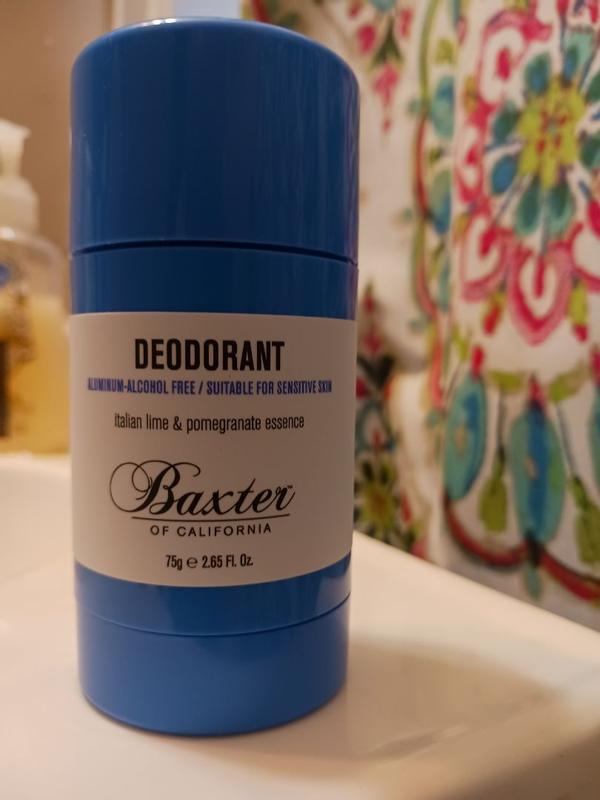 DEODORANT
ALUMINUM-ALCOHOL FREE / SUITABLE FOR SENSITIVE SKIN
italian lime & pomegranate essence
Baxter™
OF CALIFORNIA
75g ℮ 2.65 Fl. Oz.